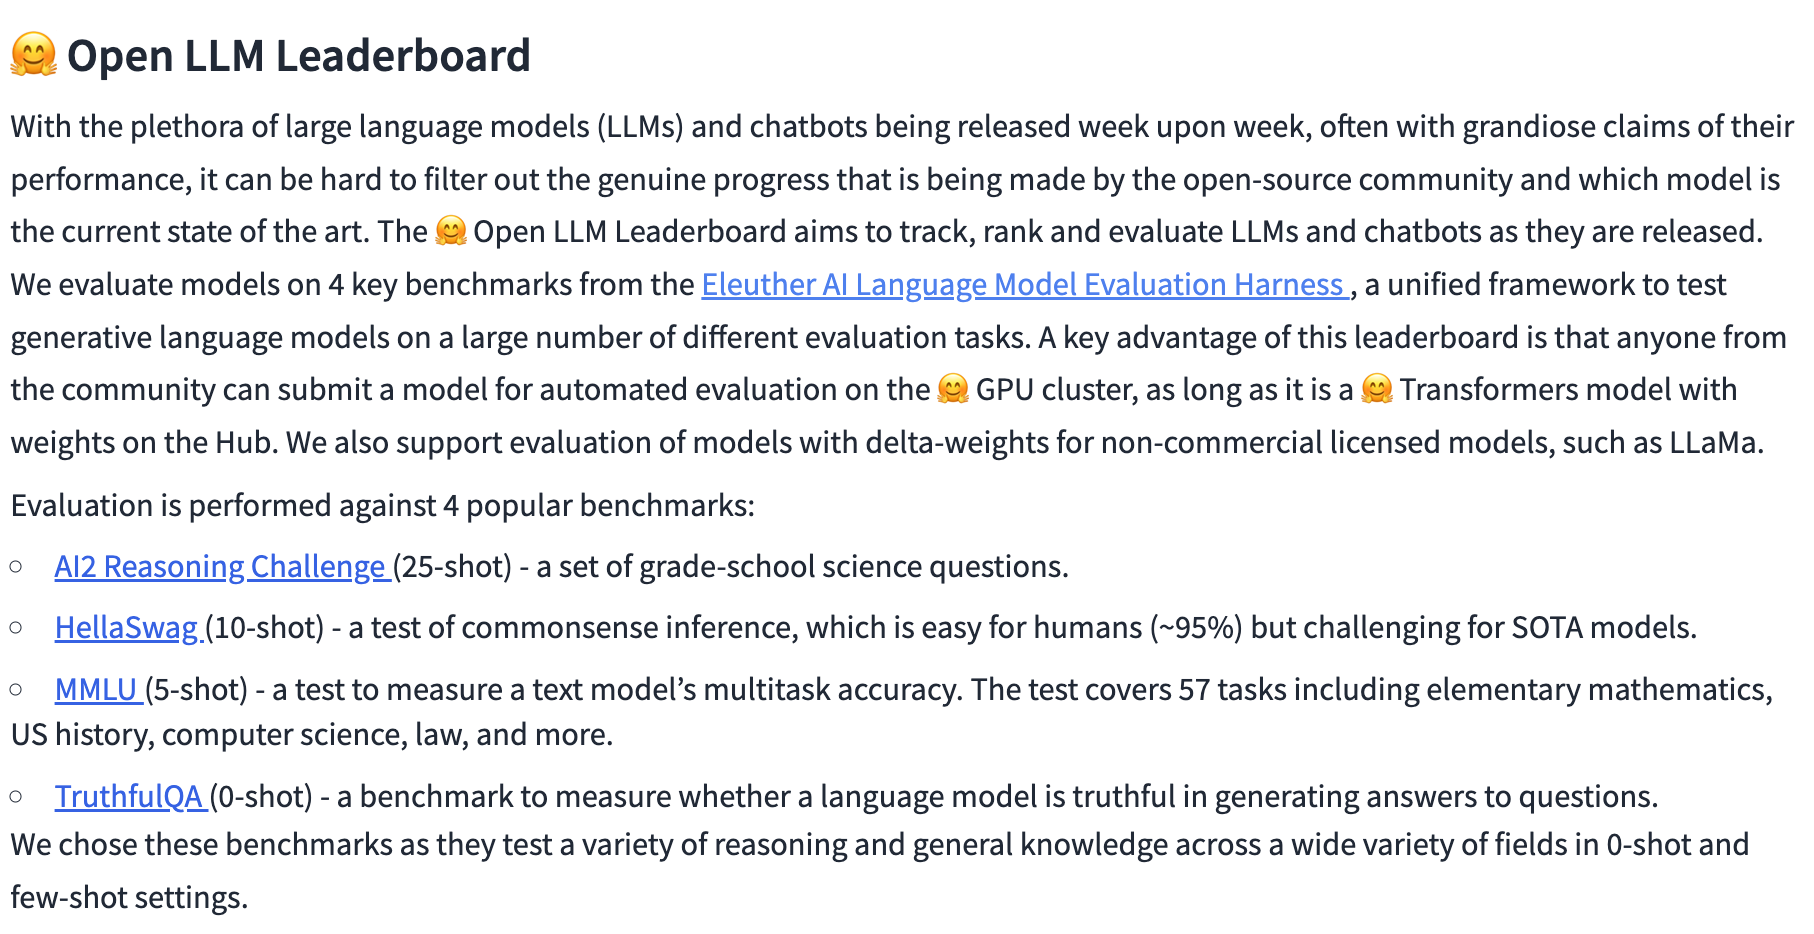 🤗 Open LLM Leaderboard
With the plethora of large language models (LLMs) and chatbots being released week upon week, often with grandiose claims of their
performance, it can be hard to filter out the genuine progress that is being made by the open-source community and which model is
the current state of the art. The 🤗 Open LLM Leaderboard aims to track, rank and evaluate LLMs and chatbots as they are released.
We evaluate models on 4 key benchmarks from the Eleuther AI Language Model Evaluation Harness , a unified framework to test
generative language models on a large number of different evaluation tasks. A key advantage of this leaderboard is that anyone from
the community can submit a model for automated evaluation on the 🤗 GPU cluster, as long as it is a 🤗 Transformers model with
weights on the Hub. We also support evaluation of models with delta-weights for non-commercial licensed models, such as LLaMa.
Evaluation is performed against 4 popular benchmarks:
○ AI2 Reasoning Challenge (25-shot) - a set of grade-school science questions.
○ HellaSwag (10-shot) - a test of commonsense inference, which is easy for humans (~95%) but challenging for SOTA models.
○ MMLU (5-shot) - a test to measure a text model’s multitask accuracy. The test covers 57 tasks including elementary mathematics,
US history, computer science, law, and more.
○ TruthfulQA (0-shot) - a benchmark to measure whether a language model is truthful in generating answers to questions.
We chose these benchmarks as they test a variety of reasoning and general knowledge across a wide variety of fields in 0-shot and
few-shot settings.